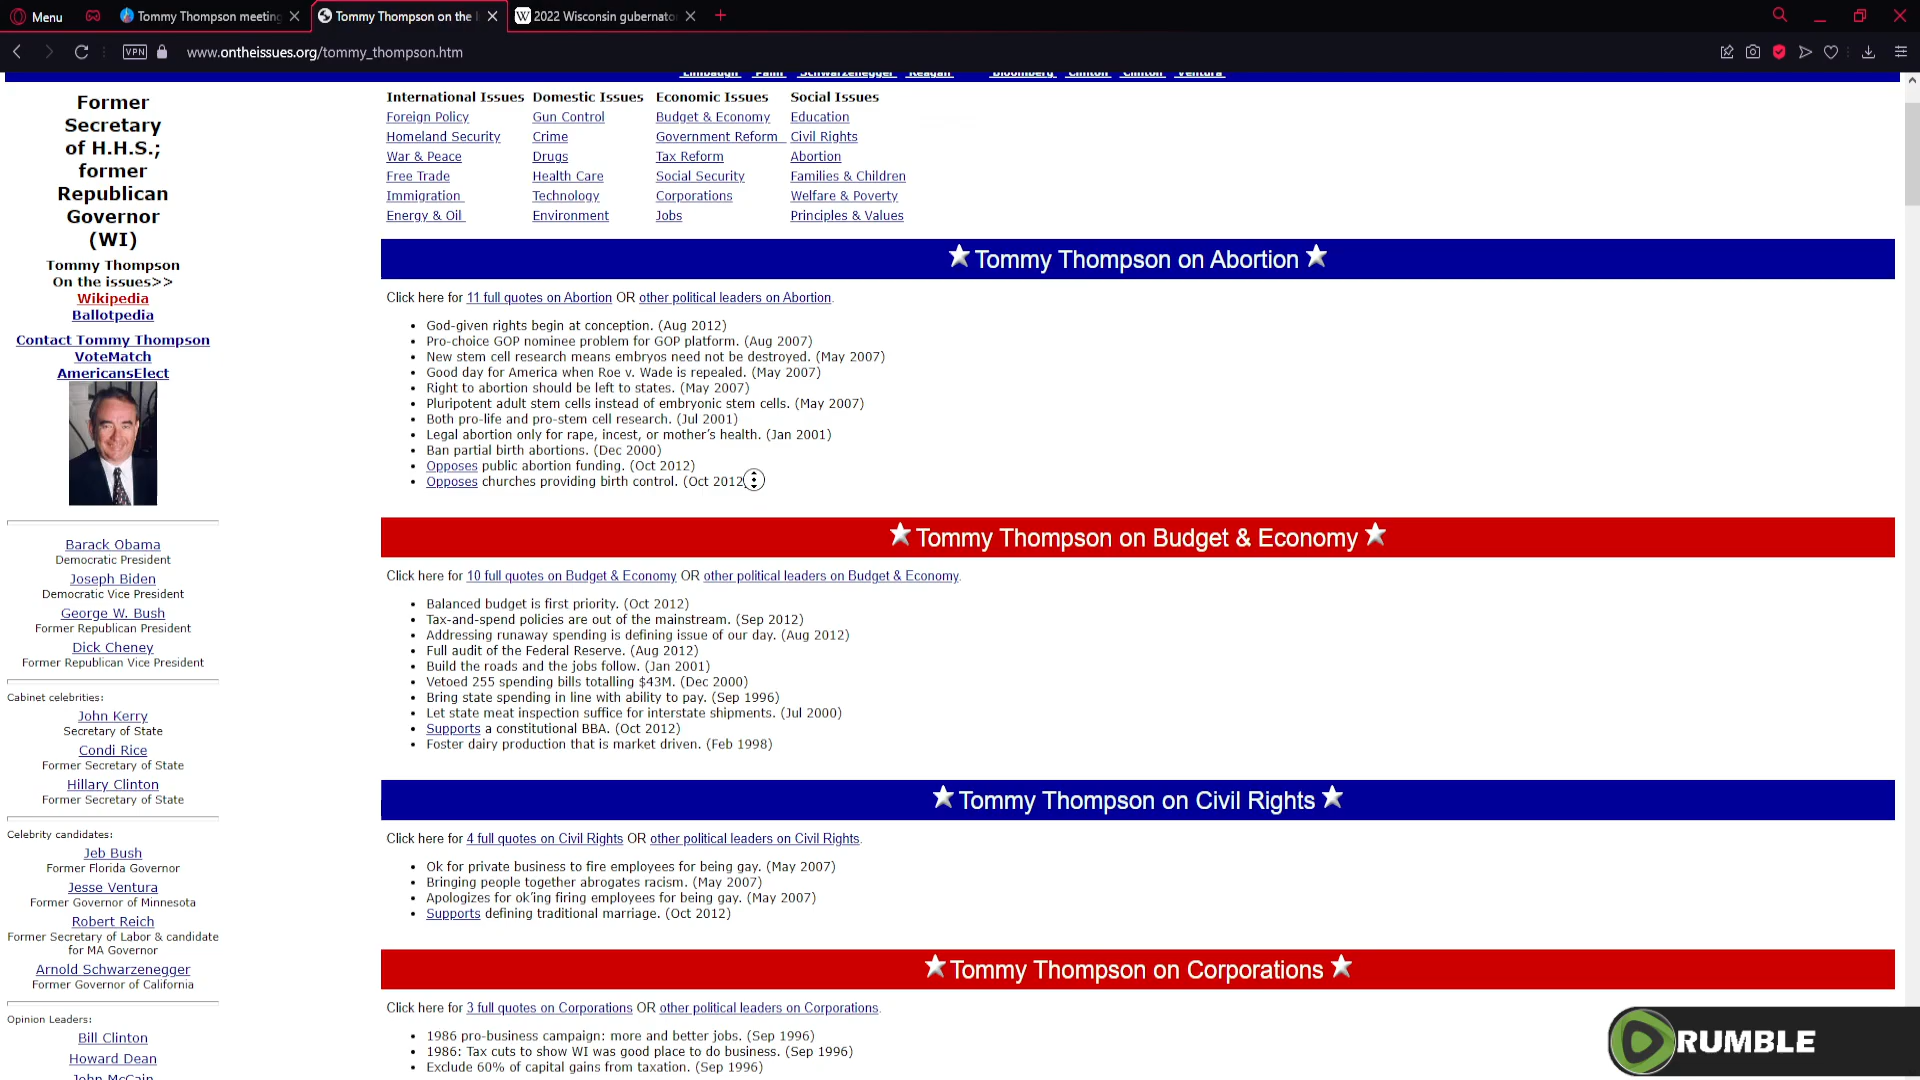 Menu
Tommy Thompson meeting
Tommy Thompson on the I
2022 Wisconsin gubernato
VPN
www.ontheissues.org/tommy_thompson.htm
Limbaugh Palin Schwarzenegger Reagan Bloomberg Clinton Clinton Ventura
Former
Secretary
of H.H.S.;
former
Republican
Governor
(WI)
Tommy Thompson
On the issues>>
Wikipedia
Ballotpedia
Contact Tommy Thompson
VoteMatch
AmericansElect
Barack Obama
Democratic President
Joseph Biden
Democratic Vice President
George W. Bush
Former Republican President
Dick Cheney
Former Republican Vice President
Cabinet celebrities:
John Kerry
Secretary of State
Condi Rice
Former Secretary of State
Hillary Clinton
Former Secretary of State
Celebrity candidates:
Jeb Bush
Former Florida Governor
Jesse Ventura
Former Governor of Minnesota
Robert Reich
Former Secretary of Labor & candidate
for MA Governor
Arnold Schwarzenegger
Former Governor of California
Opinion Leaders:
Bill Clinton
Howard Dean
John McCain
International Issues Domestic Issues Economic Issues Social Issues
Foreign Policy Gun Control Budget & Economy Education
Homeland Security Crime Government Reform Civil Rights
War & Peace Drugs Tax Reform Abortion
Free Trade Health Care Social Security Families & Children
Immigration Technology Corporations Welfare & Poverty
Energy & Oil Environment Jobs Principles & Values
Tommy Thompson on Abortion
Click here for 11 full quotes on Abortion OR other political leaders on Abortion.
• God-given rights begin at conception. (Aug 2012)
• Pro-choice GOP nominee problem for GOP platform. (Aug 2007)
• New stem cell research means embryos need not be destroyed. (May 2007)
• Good day for America when Roe v. Wade is repealed. (May 2007)
• Right to abortion should be left to states. (May 2007)
• Pluripotent adult stem cells instead of embryonic stem cells. (May 2007)
• Both pro-life and pro-stem cell research. (Jul 2001)
• Legal abortion only for rape, incest, or mother's health. (Jan 2001)
• Ban partial birth abortions. (Dec 2000)
• Opposes public abortion funding. (Oct 2012)
• Opposes churches providing birth control. (Oct 2012
Tommy Thompson on Budget & Economy
Click here for 10 full quotes on Budget & Economy OR other political leaders on Budget & Economy.
• Balanced budget is first priority. (Oct 2012)
• Tax-and-spend policies are out of the mainstream. (Sep 2012)
• Addressing runaway spending is defining issue of our day. (Aug 2012)
• Full audit of the Federal Reserve. (Aug 2012)
• Build the roads and the jobs follow. (Jan 2001)
• Vetoed 255 spending bills totalling $43M. (Dec 2000)
• Bring state spending in line with ability to pay. (Sep 1996)
• Let state meat inspection suffice for interstate shipments. (Jul 2000)
• Supports a constitutional BBA. (Oct 2012)
• Foster dairy production that is market driven. (Feb 1998)
Tommy Thompson on Civil Rights
Click here for 4 full quotes on Civil Rights OR other political leaders on Civil Rights.
• Ok for private business to fire employees for being gay. (May 2007)
• Bringing people together abrogates racism. (May 2007)
• Apologizes for ok'ing firing employees for being gay. (May 2007)
• Supports defining traditional marriage. (Oct 2012)
Tommy Thompson on Corporations
Click here for 3 full quotes on Corporations OR other political leaders on Corporations.
• 1986 pro-business campaign: more and better jobs. (Sep 1996)
• 1986: Tax cuts to show WI was good place to do business. (Sep 1996)
• Exclude 60% of capital gains from taxation. (Sep 1996)
RUMBLE